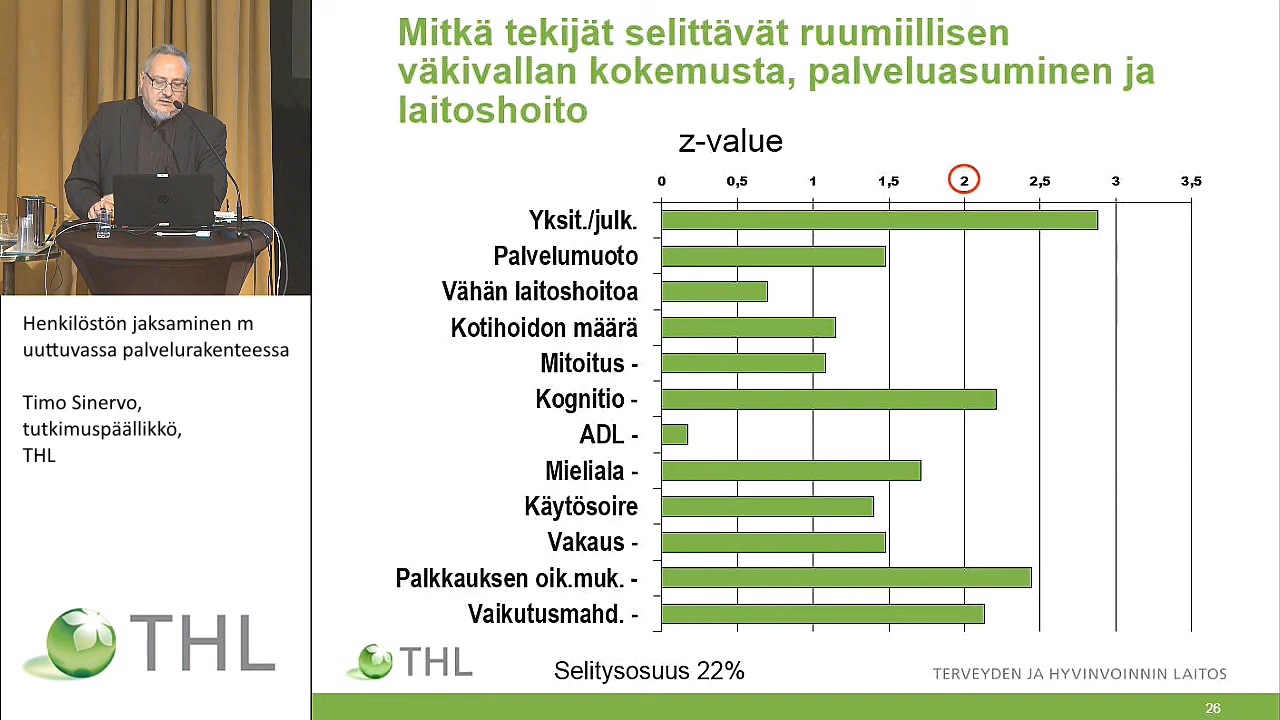 Mitkä tekijät selittävät ruumiillisen
väkivallan kokemusta, palveluasuminen ja
laitoshoito
z-value
0 0,5 1 1,5 2 2,5 3 3,5
Yksit./julk.
Palvelumuoto
Vähän laitoshoitoa
Kotihoidon määrä
Mitoitus -
Kognitio -
ADL -
Mieliala -
Käytösoire
Vakaus -
Palkkauksen oik.muk. -
Vaikutusmahd. -
THL
Selitysosuus 22%
TERVEYDEN JA HYVINVOINNIN LAITOS
26
Henkilöstön jaksaminen m
uuttuvassa palvelurakenteessa
Timo Sinervo,
tutkimuspäällikkö,
THL
THL